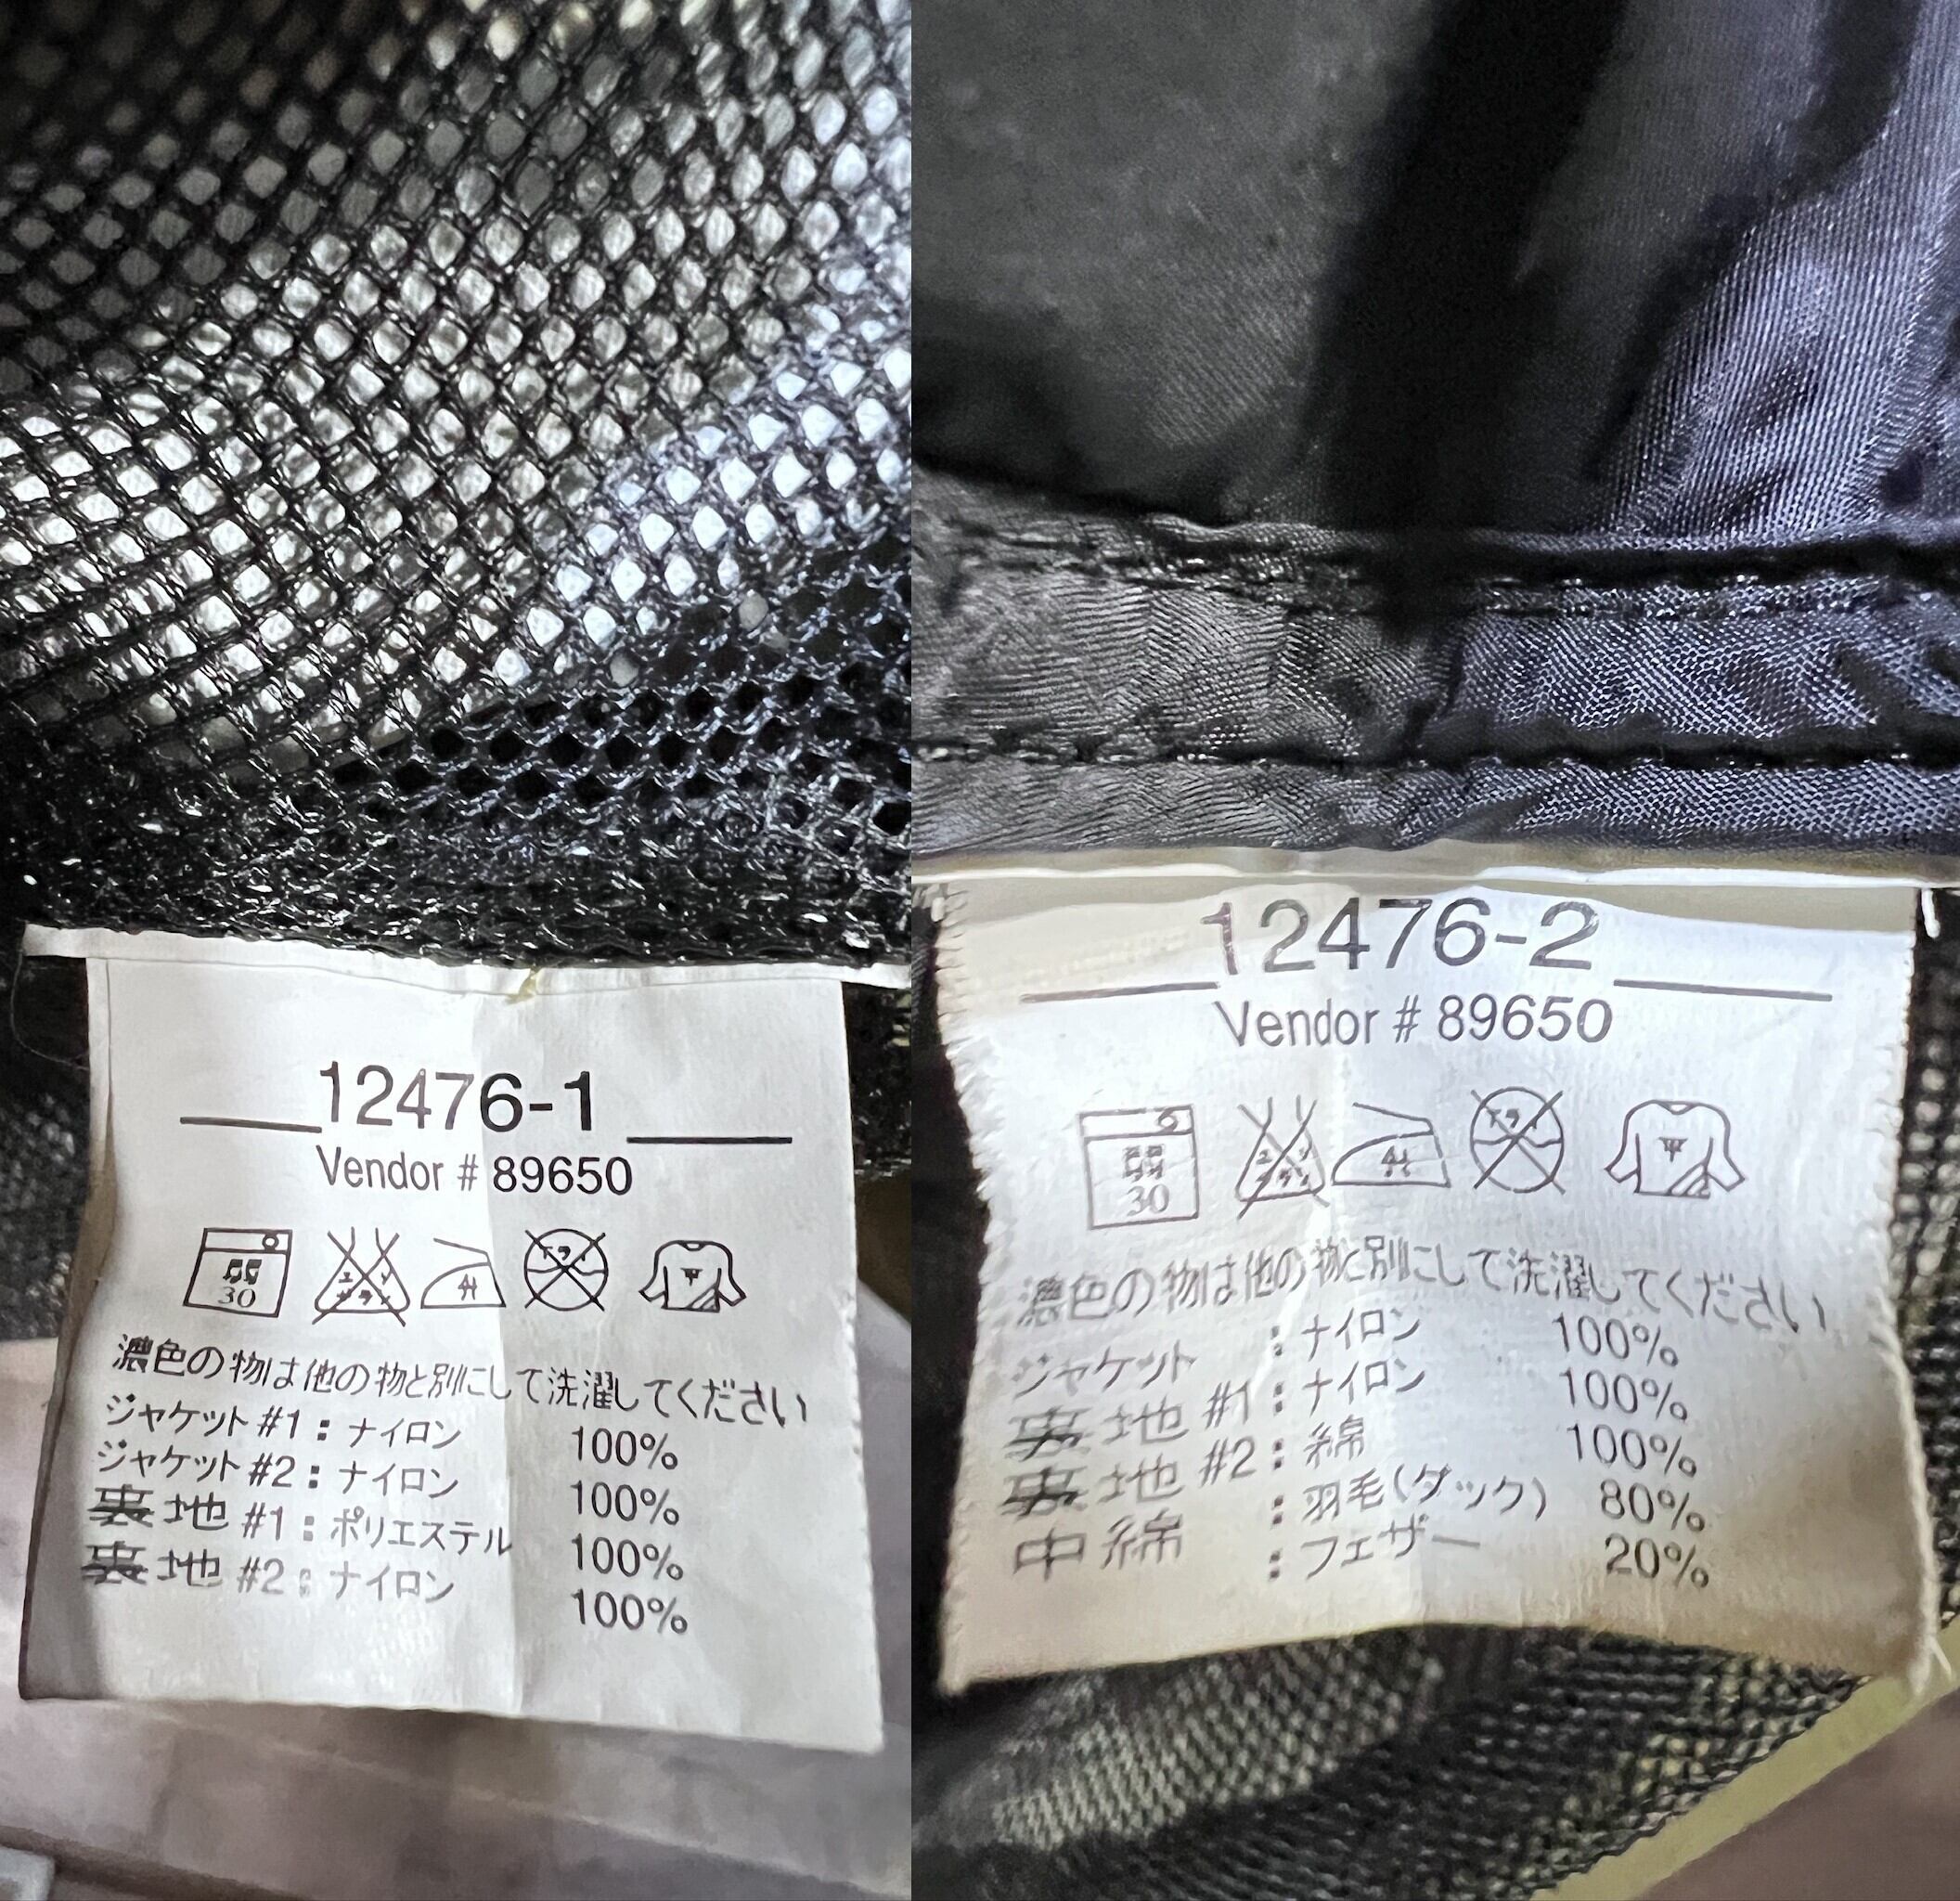 12476-1
Vendor # 89650
30
濃色の物は他の物と別にして洗濯してください
ジャケット #1 : ナイロン 100%
ジャケット #2 : ナイロン 100%
裏地 #1 : ポリエステル 100%
裏地 #2 : ナイロン 100%
12476-2
Vendor # 89650
30
濃色の物は他の物と別にして洗濯してください
ジャケット : ナイロン 100%
裏地 #1 : ナイロン 100%
裏地 #2 : 綿 100%
中綿 : 羽毛(ダック) 80%
: フェザー 20%